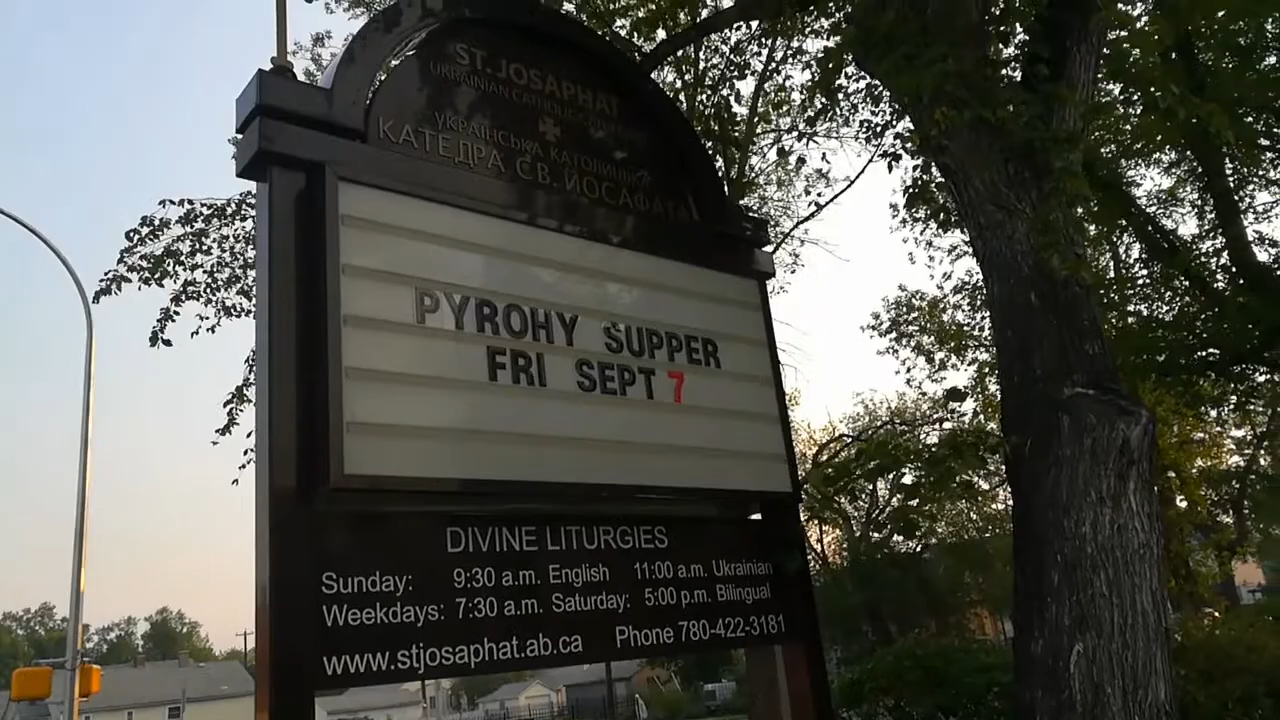 ST. JOSAPHAT
UKRAINIAN CATHOLIC
УКРАЇНСЬКА КАТОЛИЦЬКА
КАТЕДРА СВ. ЙОСАФАТА
PYROHY SUPPER
FRI SEPT 7
DIVINE LITURGIES
Sunday: 9:30 a.m. English 11:00 a.m. Ukrainian
Weekdays: 7:30 a.m. Saturday: 5:00 p.m. Bilingual
www.stjosaphat.ab.ca Phone 780-422-3181